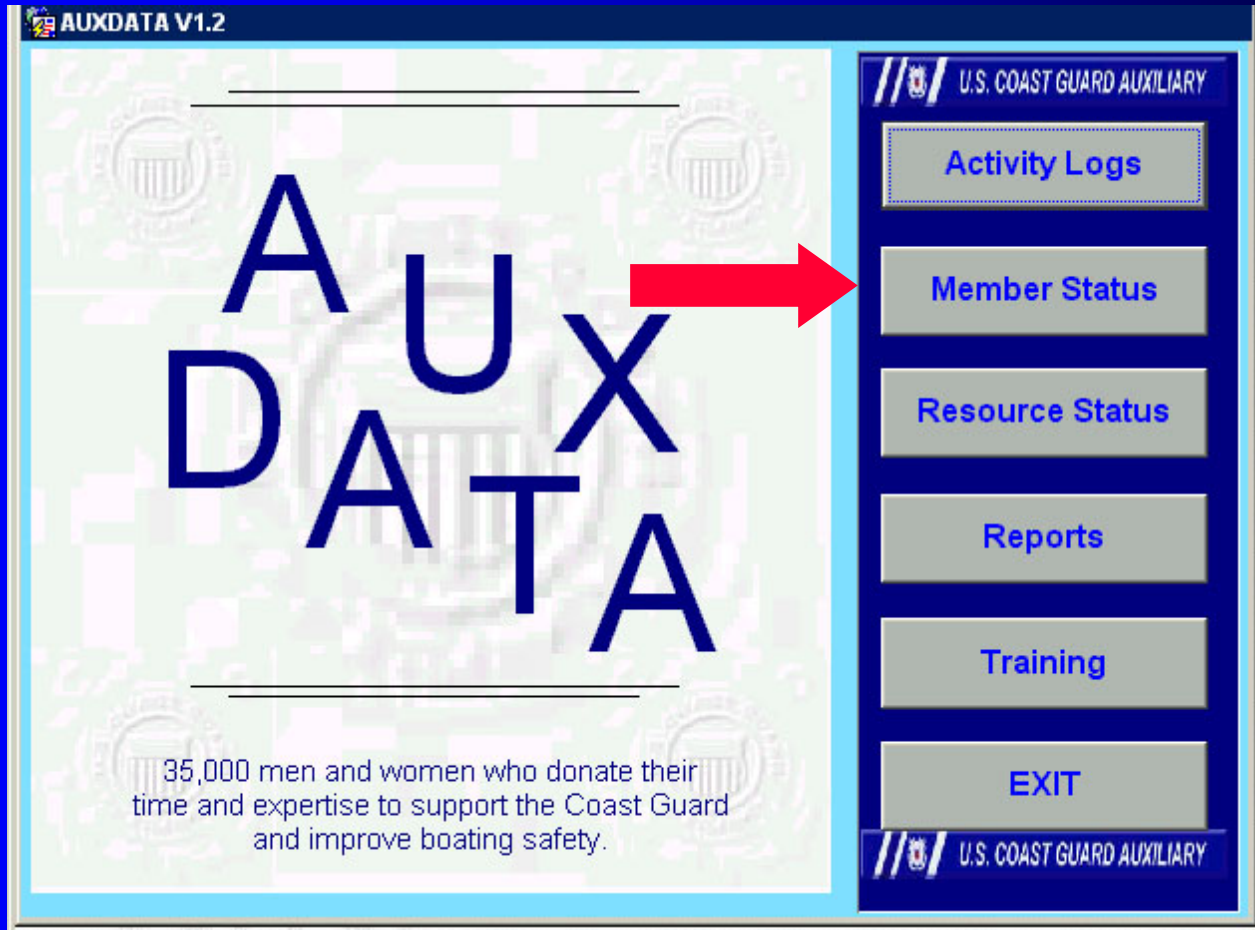 AUXDATA V1.2
AUX
DATA
35,000 men and women who donate their
time and expertise to support the Coast Guard
and improve boating safety.
U.S. COAST GUARD AUXILIARY
Activity Logs
Member Status
Resource Status
Reports
Training
EXIT
U.S. COAST GUARD AUXILIARY